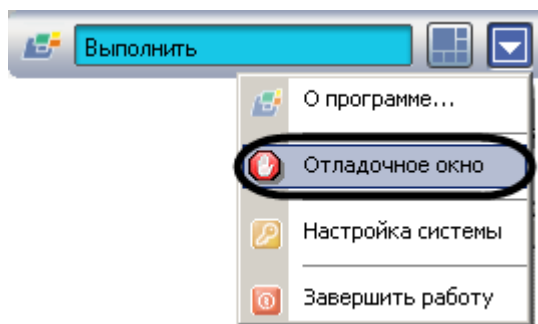 Выполнить
О программе...
Отладочное окно
Настройка системы
Завершить работу